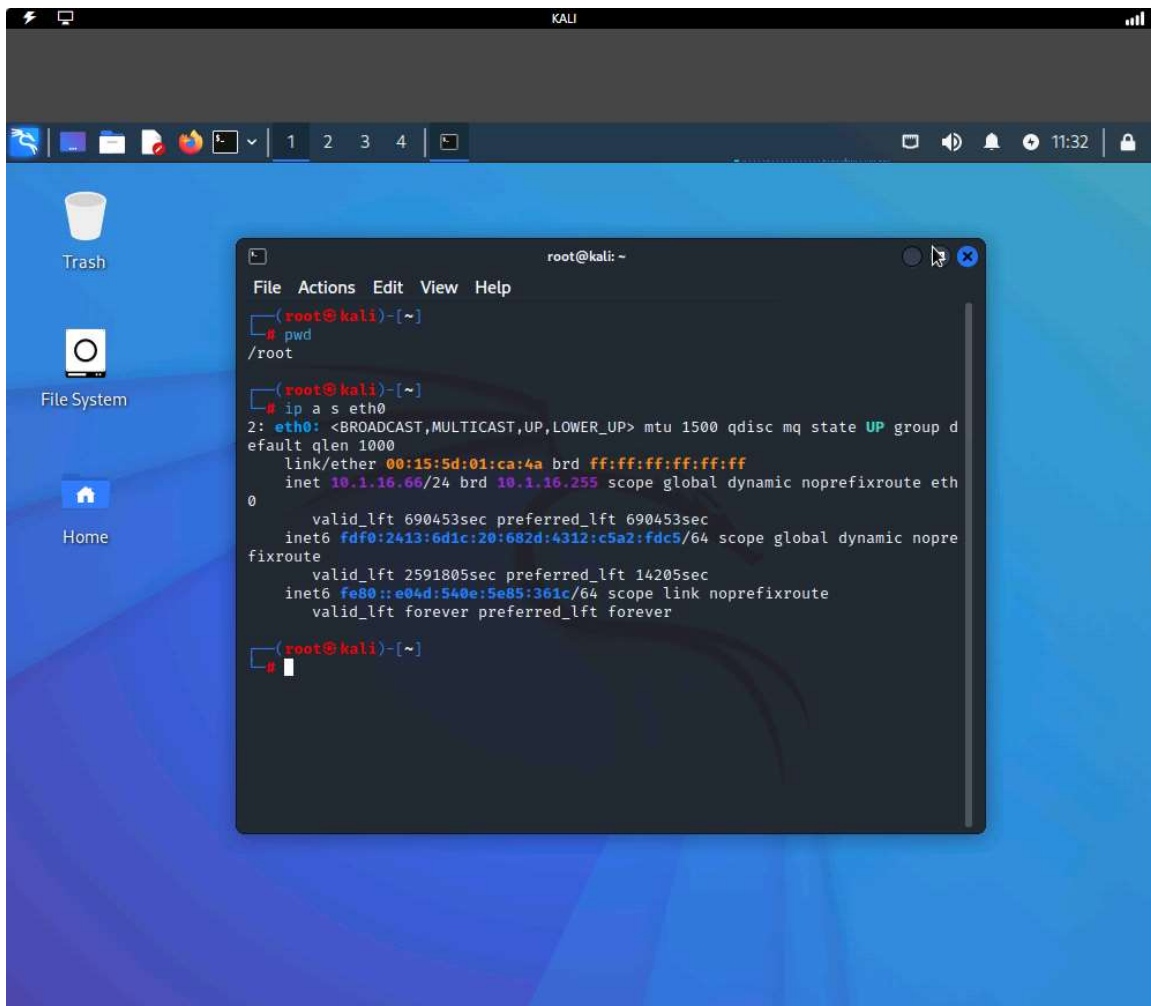 KALI
1 2 3 4
11:32
Trash
File System
Home
root@kali: ~
File Actions Edit View Help
┌──(root㉿kali)-[~]
└─# pwd
/root
┌──(root㉿kali)-[~]
└─# ip a s eth0
2: eth0: <BROADCAST,MULTICAST,UP,LOWER_UP> mtu 1500 qdisc mq state UP group d
efault qlen 1000
    link/ether 00:15:5d:01:ca:4a brd ff:ff:ff:ff:ff:ff
    inet 10.1.16.66/24 brd 10.1.16.255 scope global dynamic noprefixroute eth
0
       valid_lft 690453sec preferred_lft 690453sec
    inet6 fdf0:2413:6d1c:20:682d:4312:c5a2:fdc5/64 scope global dynamic nopre
fixroute
       valid_lft 2591805sec preferred_lft 14205sec
    inet6 fe80::e04d:540e:5e85:361c/64 scope link noprefixroute
       valid_lft forever preferred_lft forever
┌──(root㉿kali)-[~]
└─#